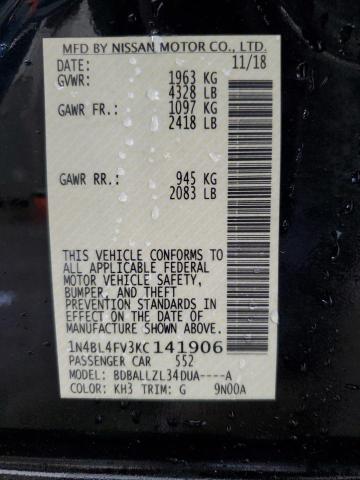 MFD BY NISSAN MOTOR CO., LTD.
DATE: 11/18
GVWR: 1963 KG
4328 LB
GAWR FR.: 1097 KG
2418 LB
GAWR RR.: 945 KG
2083 LB
THIS VEHICLE CONFORMS TO
ALL APPLICABLE FEDERAL
MOTOR VEHICLE SAFETY,
BUMPER, AND THEFT
PREVENTION STANDARDS IN
EFFECT ON THE DATE OF
MANUFACTURE SHOWN ABOVE.
1N4BL4FV3KC141906
PASSENGER CAR 552
MODEL: BDBALLZL34DUA----A
COLOR: KH3 TRIM: G 9N00A